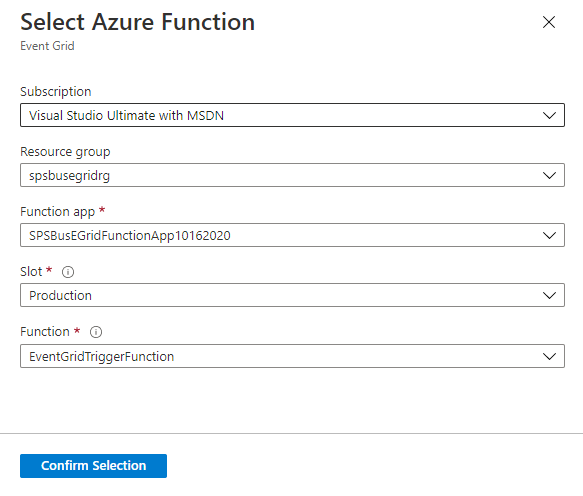 Select Azure Function
Event Grid
Subscription
Visual Studio Ultimate with MSDN
Resource group
spsbusegridrg
Function app *
SPSBusEGridFunctionApp10162020
Slot *
Production
Function *
EventGridTriggerFunction
Confirm Selection